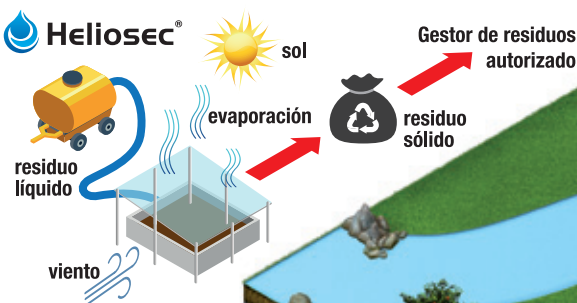 Heliosec®
sol
Gestor de residuos
autorizado
evaporación
residuo
sólido
residuo
líquido
viento